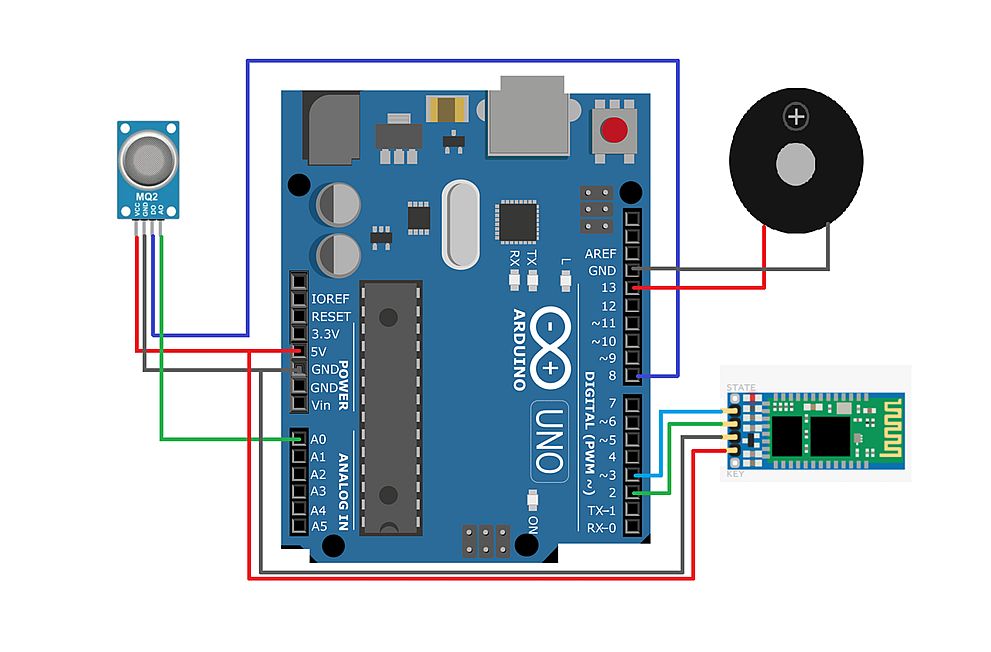 MQ2
VCC
GND
DO
AO
IOREF
RESET
3.3V
5V
GND
GND
Vin
POWER
A0
A1
A2
A3
A4
A5
ANALOG IN
RX
TX
L
ARDUINO
UNO
ON
AREF
GND
13
12
~11
~10
~9
8
7
~6
~5
4
~3
2
TX-1
RX-0
DIGITAL (PWM ~)
+
STATE
KEY